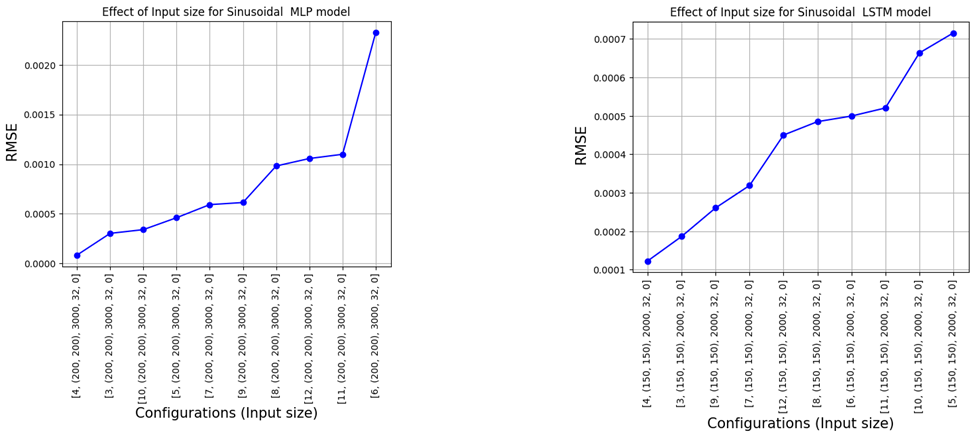 Effect of Input size for Sinusoidal  MLP model
RMSE
0.0020
0.0015
0.0010
0.0005
0.0000
[4, (200, 200), 3000, 32, 0]
[3, (200, 200), 3000, 32, 0]
[10, (200, 200), 3000, 32, 0]
[5, (200, 200), 3000, 32, 0]
[7, (200, 200), 3000, 32, 0]
[9, (200, 200), 3000, 32, 0]
[8, (200, 200), 3000, 32, 0]
[12, (200, 200), 3000, 32, 0]
[11, (200, 200), 3000, 32, 0]
[6, (200, 200), 3000, 32, 0]
Configurations (Input size)
Effect of Input size for Sinusoidal  LSTM model
RMSE
0.0007
0.0006
0.0005
0.0004
0.0003
0.0002
0.0001
[4, (150, 150), 2000, 32, 0]
[3, (150, 150), 2000, 32, 0]
[9, (150, 150), 2000, 32, 0]
[7, (150, 150), 2000, 32, 0]
[12, (150, 150), 2000, 32, 0]
[8, (150, 150), 2000, 32, 0]
[6, (150, 150), 2000, 32, 0]
[11, (150, 150), 2000, 32, 0]
[10, (150, 150), 2000, 32, 0]
[5, (150, 150), 2000, 32, 0]
Configurations (Input size)